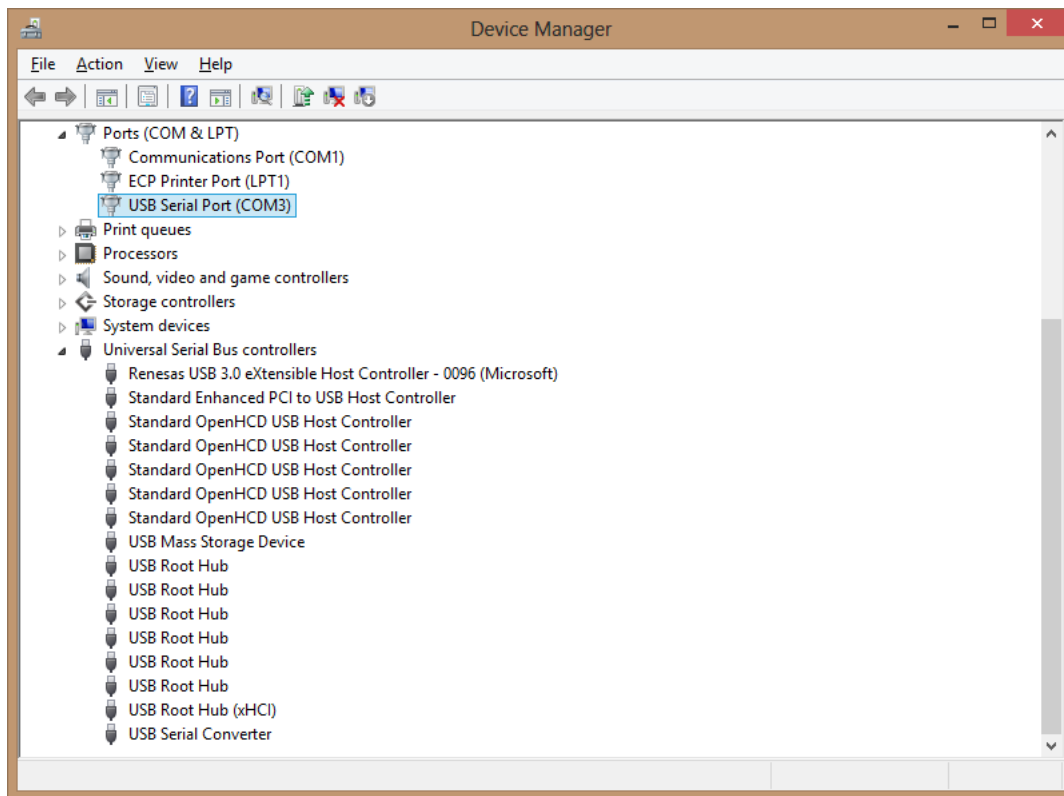 Device Manager
File Action View Help
Ports (COM & LPT)
Communications Port (COM1)
ECP Printer Port (LPT1)
USB Serial Port (COM3)
Print queues
Processors
Sound, video and game controllers
Storage controllers
System devices
Universal Serial Bus controllers
Renesas USB 3.0 eXtensible Host Controller - 0096 (Microsoft)
Standard Enhanced PCI to USB Host Controller
Standard OpenHCD USB Host Controller
Standard OpenHCD USB Host Controller
Standard OpenHCD USB Host Controller
Standard OpenHCD USB Host Controller
Standard OpenHCD USB Host Controller
USB Mass Storage Device
USB Root Hub
USB Root Hub
USB Root Hub
USB Root Hub
USB Root Hub
USB Root Hub
USB Root Hub (xHCI)
USB Serial Converter